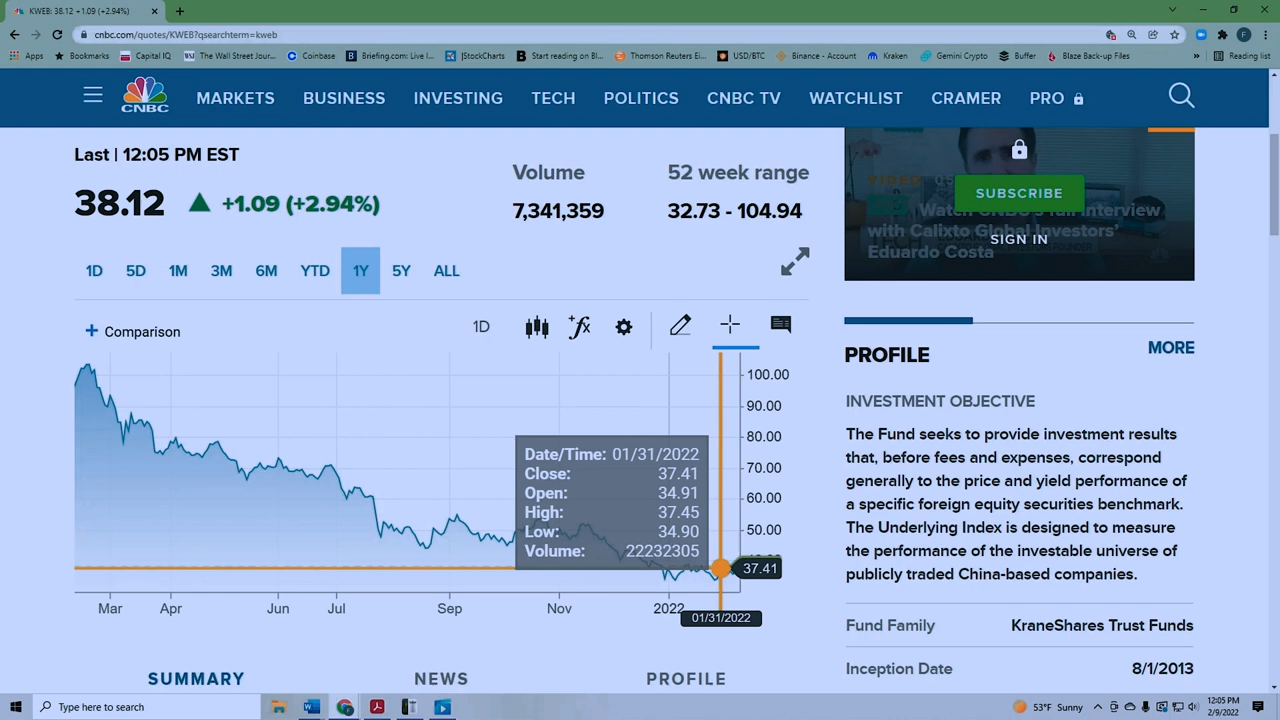 KWEB: 38.12 +1.09 (+2.94%)
cnbc.com/quotes/KWEB?qsearchterm=kweb
Apps Bookmarks Capital IQ The Wall Street Jour... Coinbase Briefing.com: Live I... |StockCharts Start reading on Bl... Thomson Reuters Ei... USD/BTC Binance - Account Kraken Gemini Crypto Buffer Blaze Backup - My... Reading list
CNBC MARKETS BUSINESS INVESTING TECH POLITICS CNBC TV WATCHLIST CRAMER PRO
Last | 12:05 PM EST
38.12 +1.09 (+2.94%)
Volume
7,341,359
52 week range
32.73 - 104.94
SUBSCRIBE
Interview
with Calixto Global Investors'
Eduardo Costa
SIGN IN
1D 5D 1M 3M 6M YTD 1Y 5Y ALL
+ Comparison
1D
100.00
90.00
80.00
70.00
60.00
50.00
Date/Time: 01/31/2022
Close: 37.41
Open: 34.91
High: 37.45
Low: 34.90
Volume: 22232305
37.41
Mar Apr Jun Jul Sep Nov 2022
01/31/2022
SUMMARY NEWS PROFILE
PROFILE MORE
INVESTMENT OBJECTIVE
The Fund seeks to provide investment results
that, before fees and expenses, correspond
generally to the price and yield performance of
a specific foreign equity securities benchmark.
The Underlying Index is designed to measure
the performance of the investable universe of
publicly traded China-based companies.
Fund Family KraneShares Trust Funds
Inception Date 8/1/2013
Type here to search
53°F Sunny
12:05 PM
2/9/2022